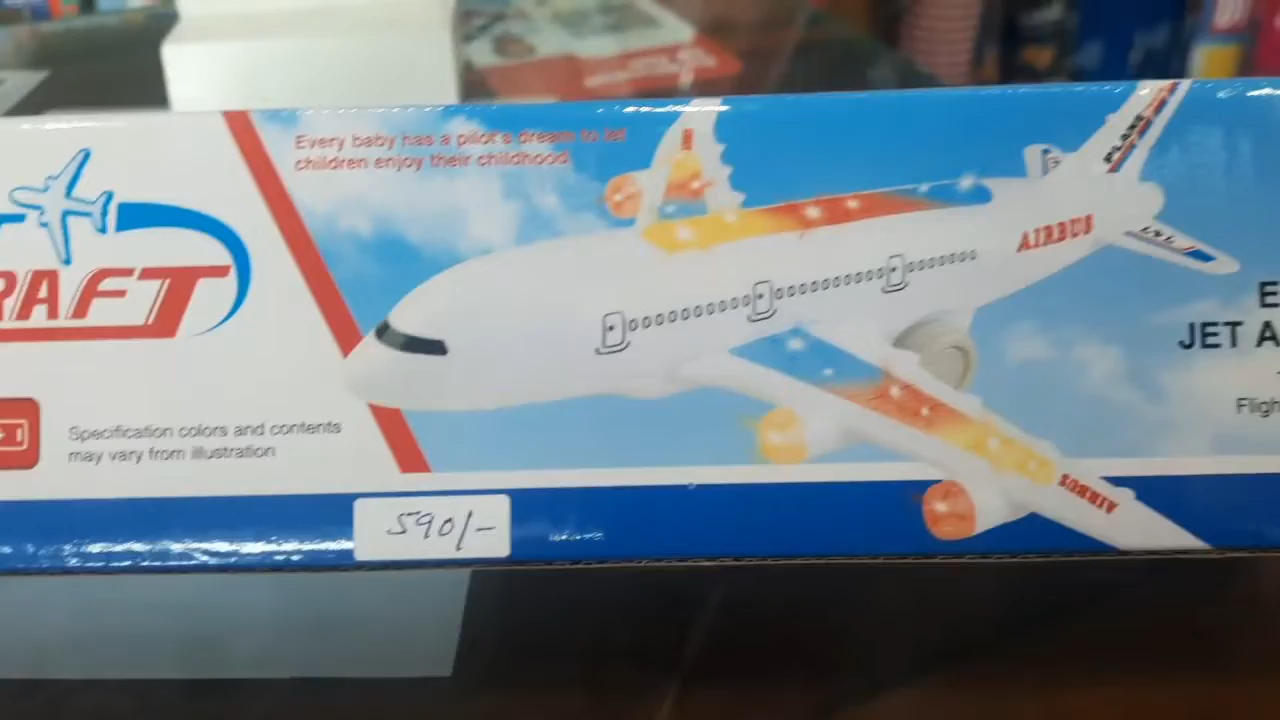 Every baby has a pilot's dream to let
children enjoy their childhood
RAFT
Specification colors and contents
may vary from illustration
590/-
AIRBUS
PLANE
AIRBUS
E
JET A
Fligh